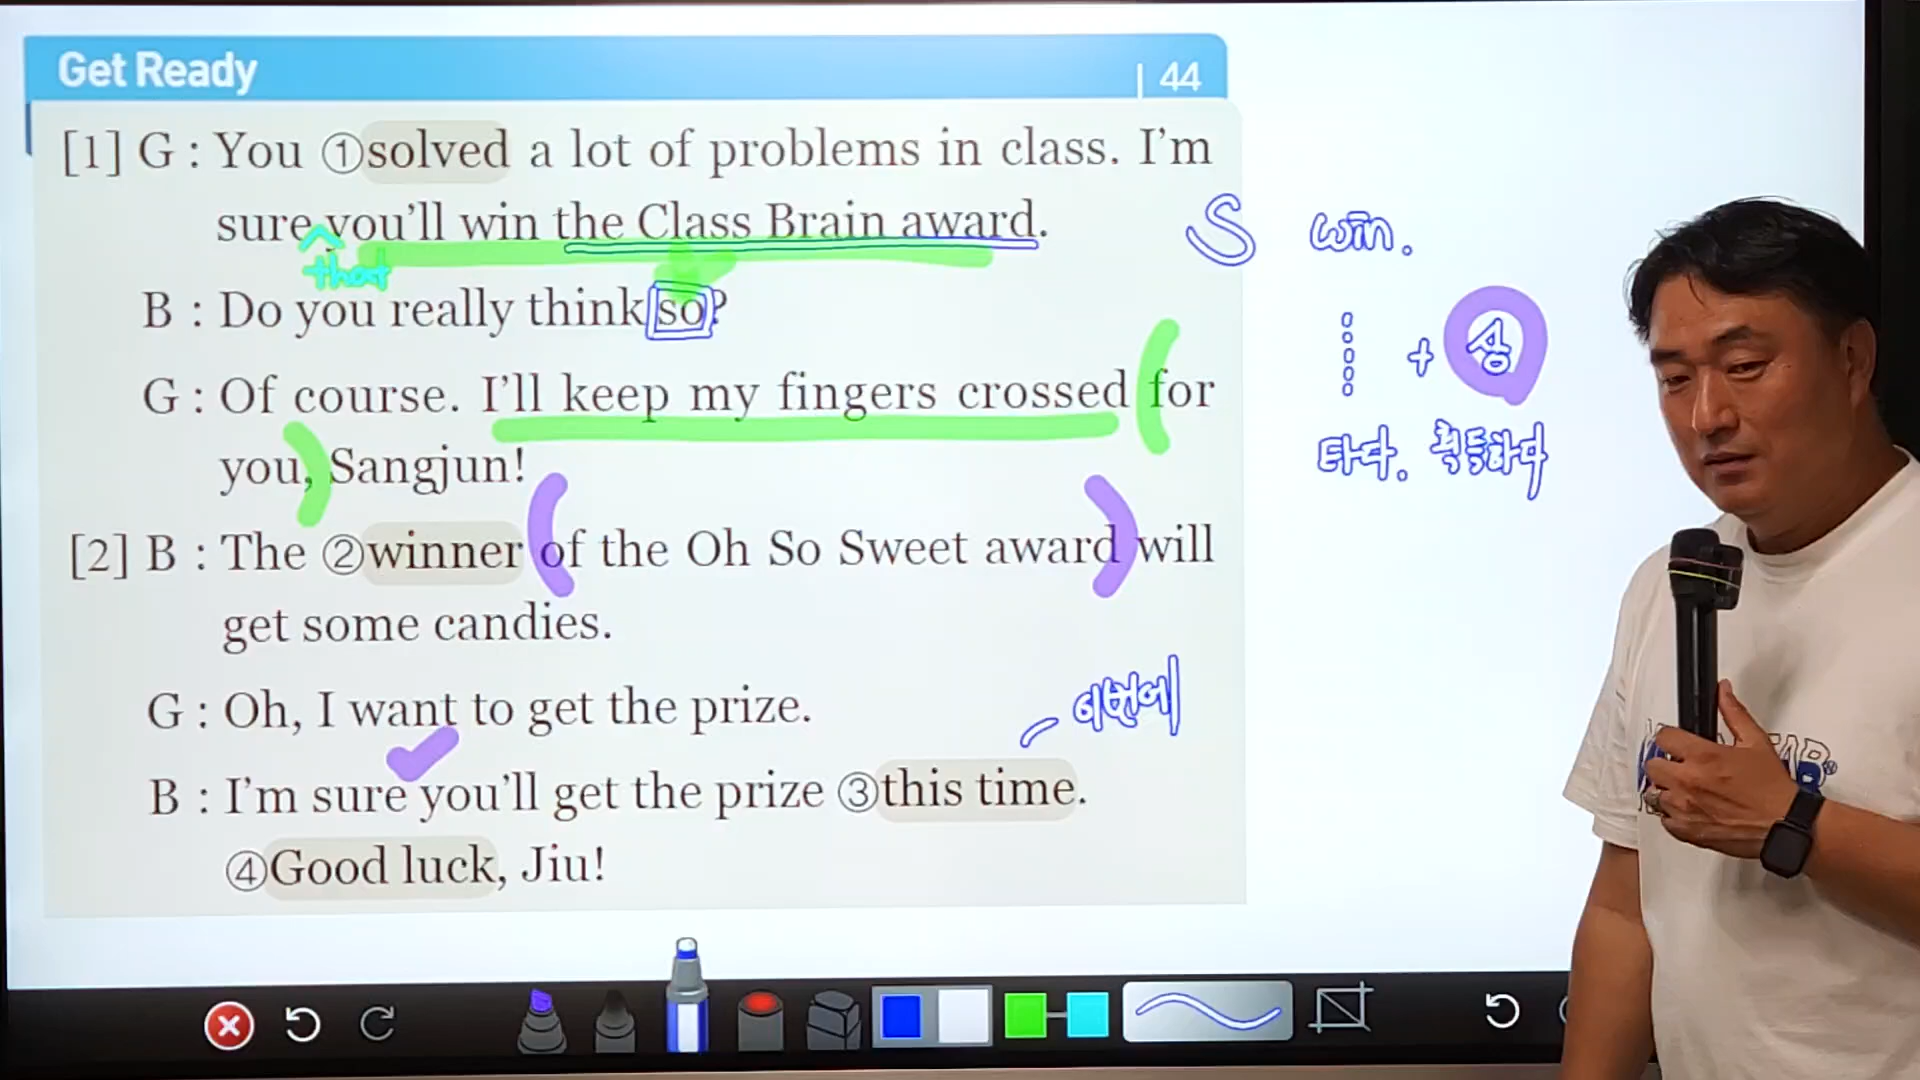 Get Ready
| 44
[1] G : You ①solved a lot of problems in class. I'm
sure you'll win the Class Brain award.
that
B : Do you really think so?
G : Of course. I'll keep my fingers crossed for
you, Sangjun!
[2] B : The ②winner of the Oh So Sweet award will
get some candies.
G : Oh, I want to get the prize.
B : I'm sure you'll get the prize ③this time.
④Good luck, Jiu!
S win.
+ 상
타다. 획득하다
이번에